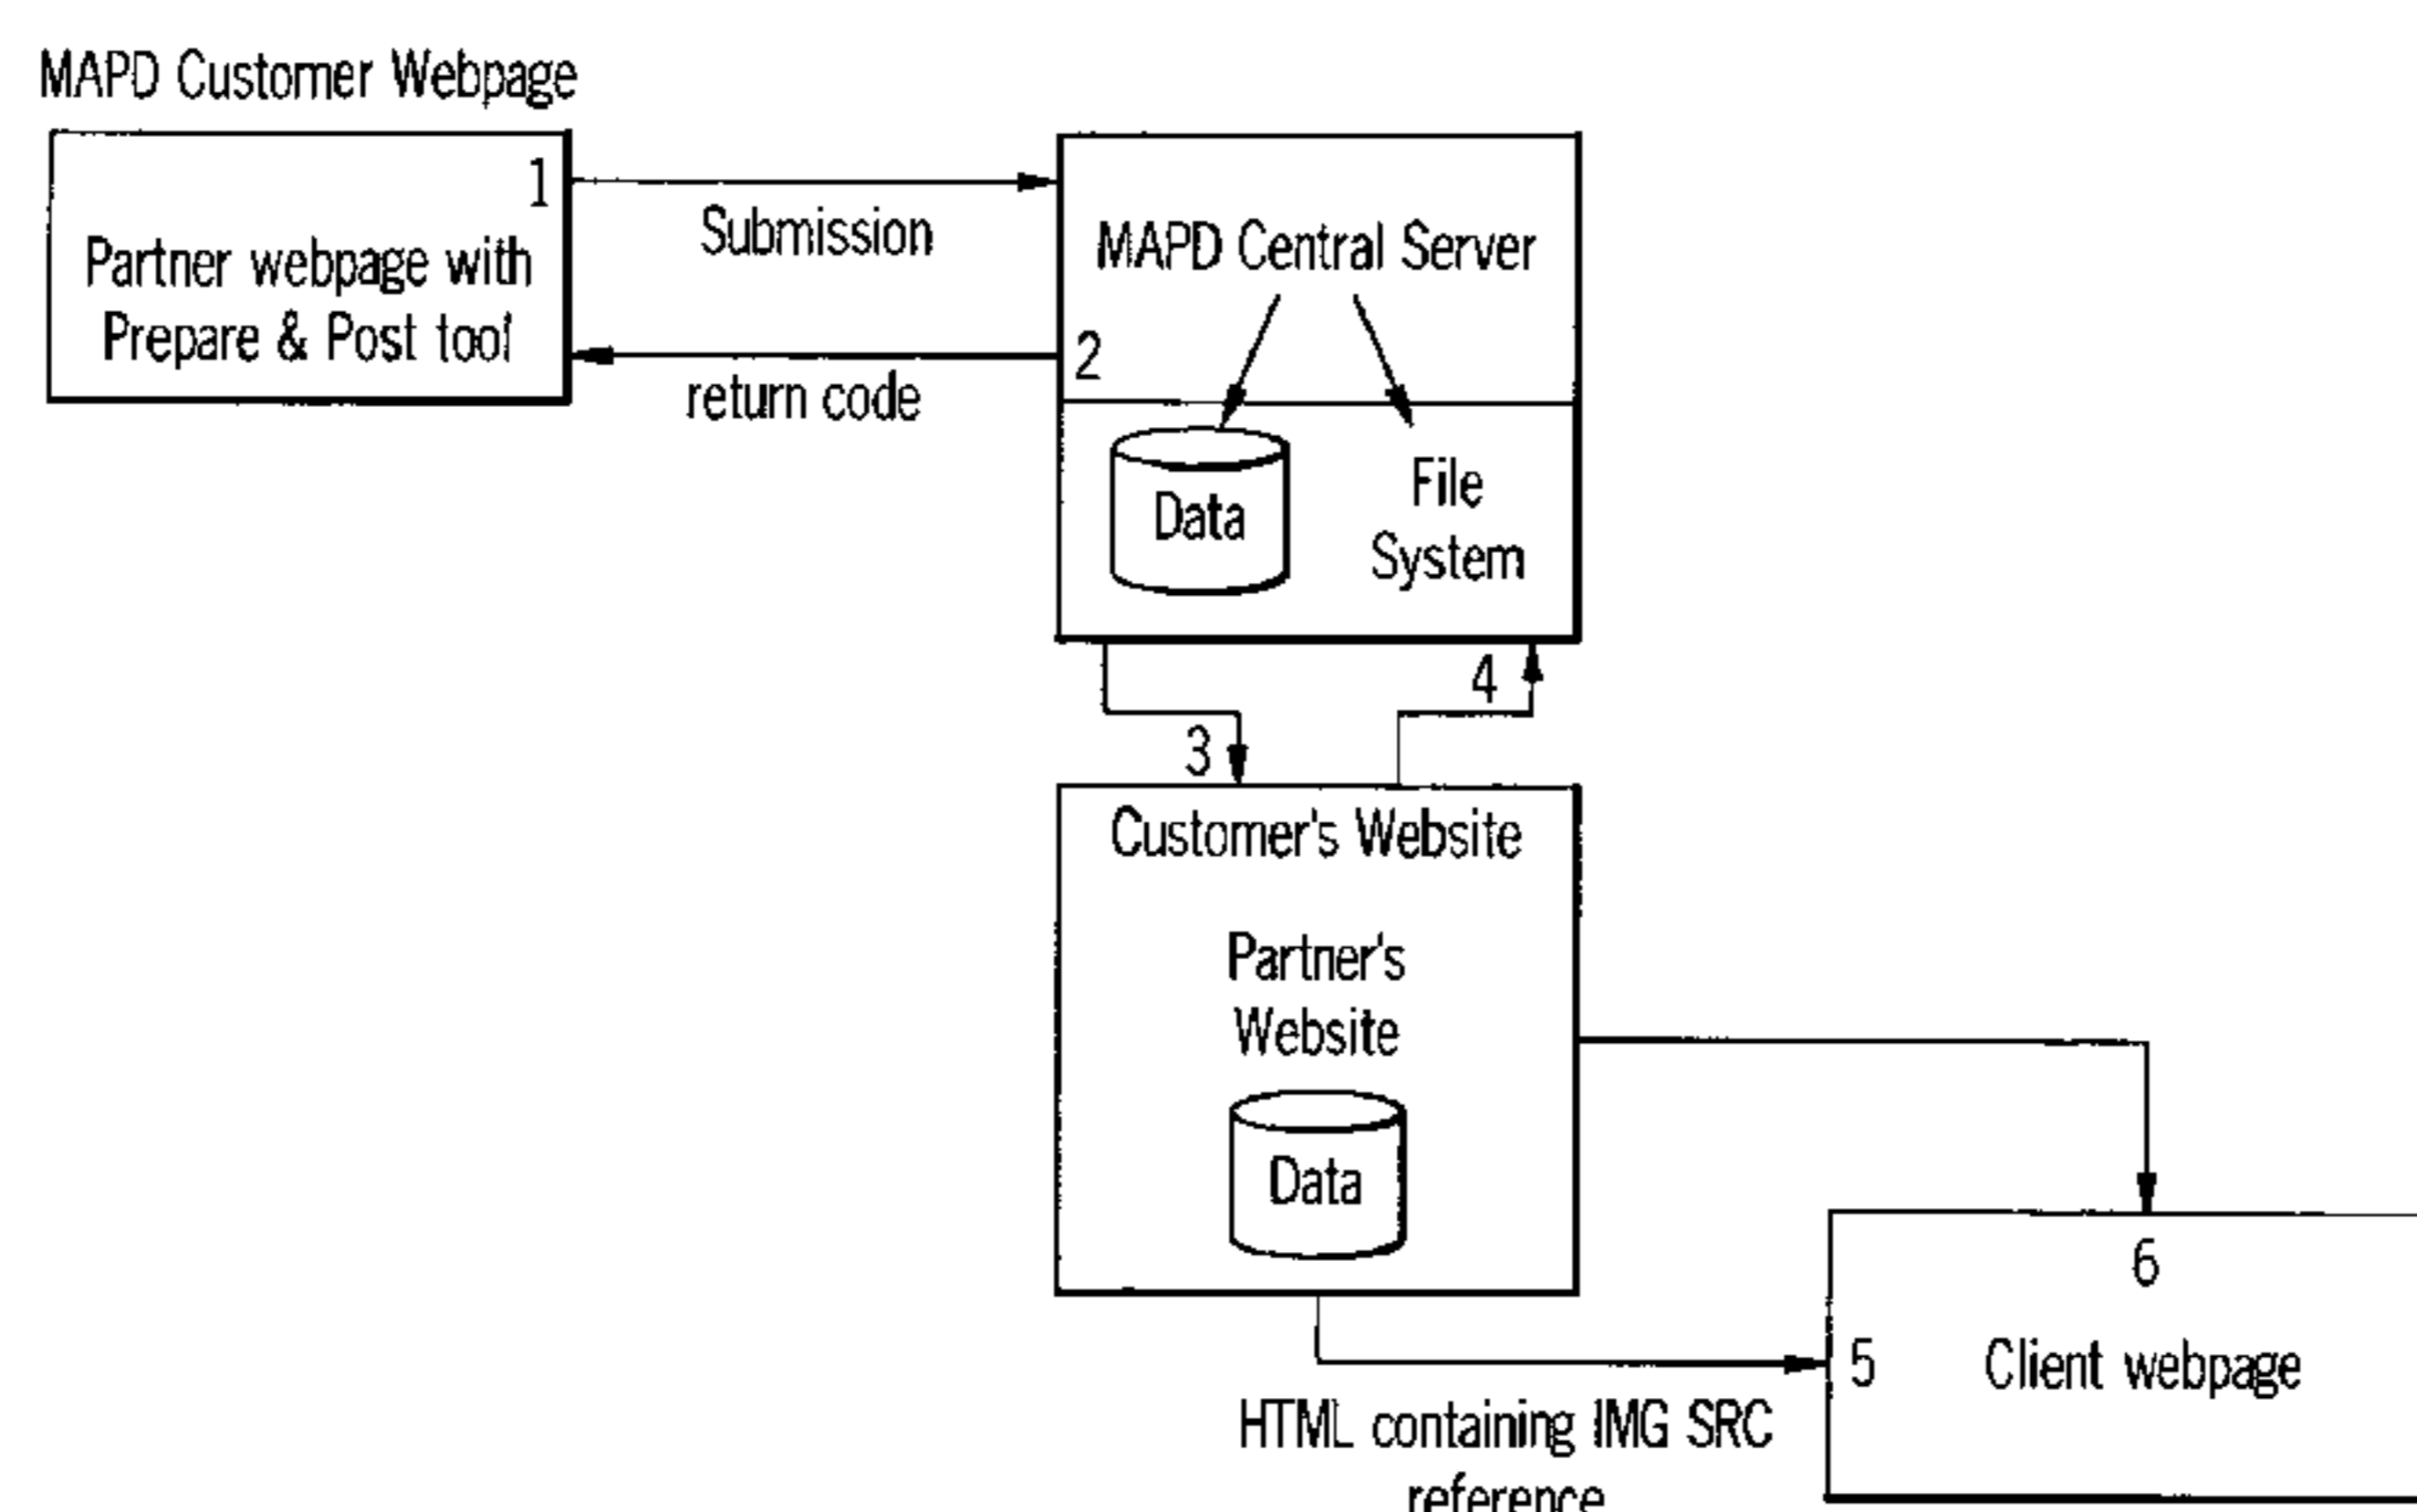 MAPD Customer Webpage
1
Partner webpage with
Prepare & Post tool
Submission
return code
MAPD Central Server
2
Data
File
System
3
4
Customer's Website
Partner's
Website
Data
6
5
Client webpage
HTML containing IMG SRC
reference